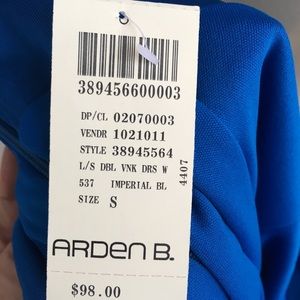 389456600003
DP/CL 02070003
VENDR 1021011
STYLE 38945564
L/S DBL VNK DRS W
537 IMPERIAL BL
SIZE S
4407
ARDEN B.
$98.00